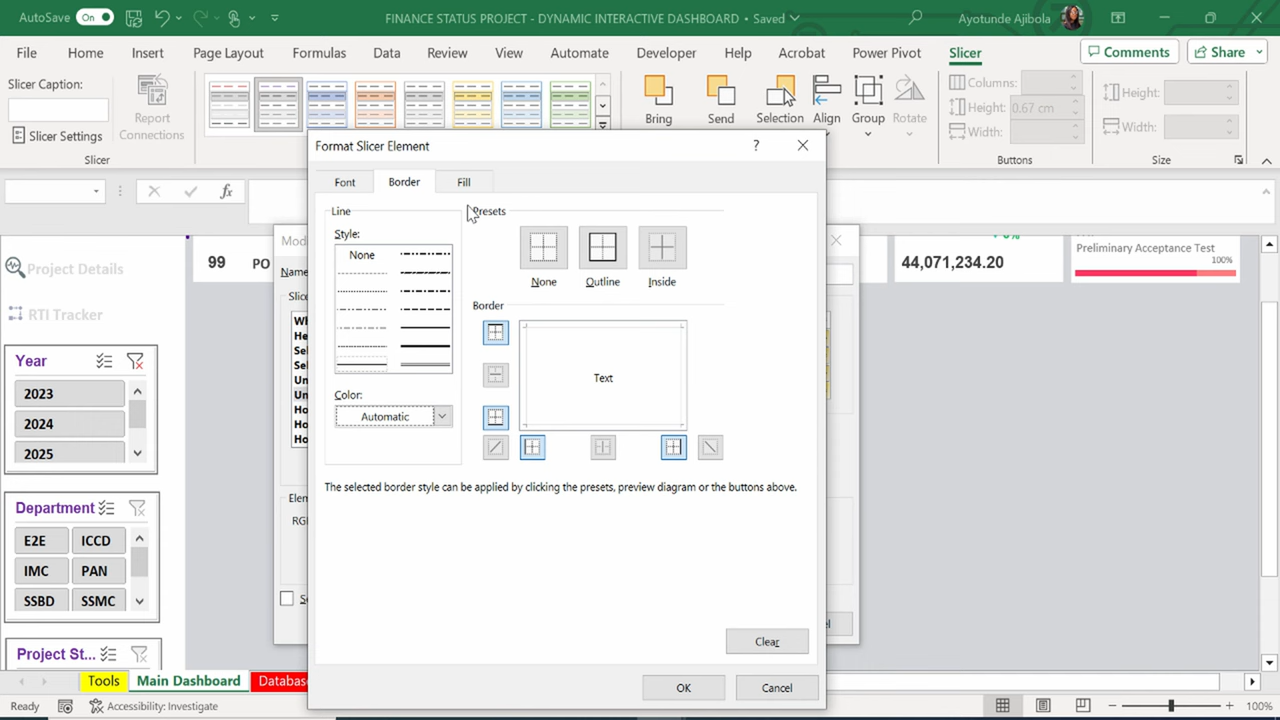 AutoSave On
FINANCE STATUS PROJECT - DYNAMIC INTERACTIVE DASHBOARD • Saved
Ayotunde Ajibola
File Home Insert Page Layout Formulas Data Review View Automate Developer Help Acrobat Power Pivot Slicer Comments Share
Slicer Caption:
Slicer Settings
Report Connections
Slicer
Bring
Send
Selection
Align
Group
Rotate
Columns:
Height: 0.67 cm
Width:
Buttons
Height:
Width:
Size
fx
Format Slicer Element
?
Font Border Fill
Line
Style:
None
Color:
Automatic
Presets
None Outline Inside
Border
Text
The selected border style can be applied by clicking the presets, preview diagram or the buttons above.
Clear
OK Cancel
Project Details
RTI Tracker
99
PO
44,071,234.20
Preliminary Acceptance Test
100%
Year
2023
2024
2025
Department
E2E ICCD
IMC PAN
SSBD SSMC
Project St...
Tools Main Dashboard Databas
Ready
Accessibility: Investigate
100%